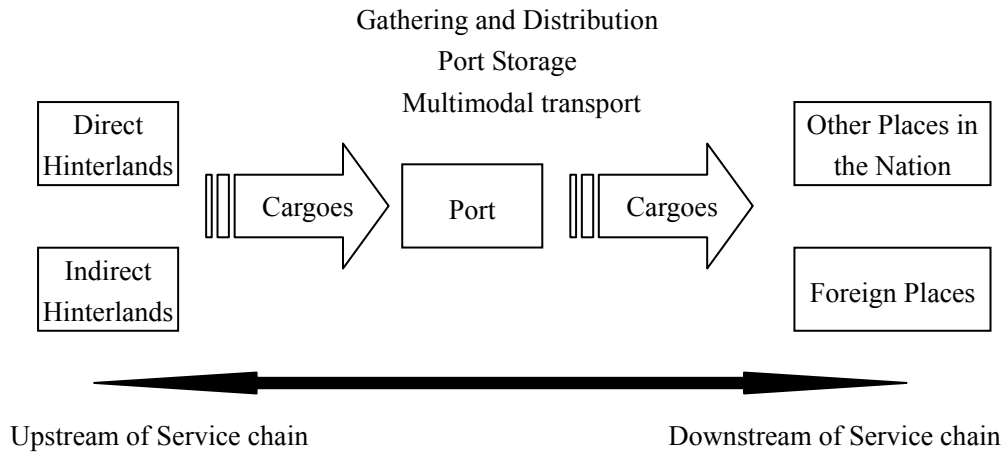 Gathering and Distribution
Port Storage
Multimodal transport
Direct
Hinterlands
Indirect
Hinterlands
Cargoes
Port
Cargoes
Other Places in
the Nation
Foreign Places
Upstream of Service chain
Downstream of Service chain